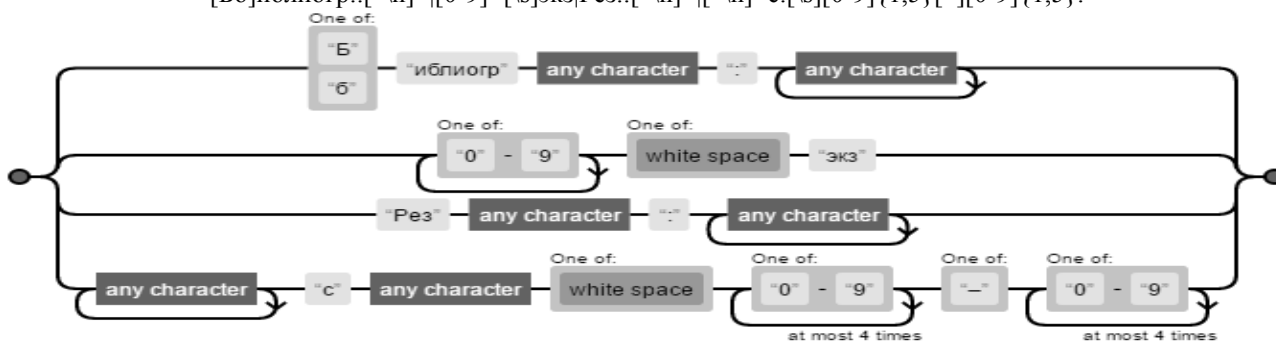 One of:
"Б"
"б"
"иблиогр" any character ":" any character
One of: One of:
"0" - "9" white space "экз"
"Рез" any character ":" any character
One of: One of: One of: One of:
any character "с" any character white space "0" - "9" "–" "0" - "9"
at most 4 times at most 4 times